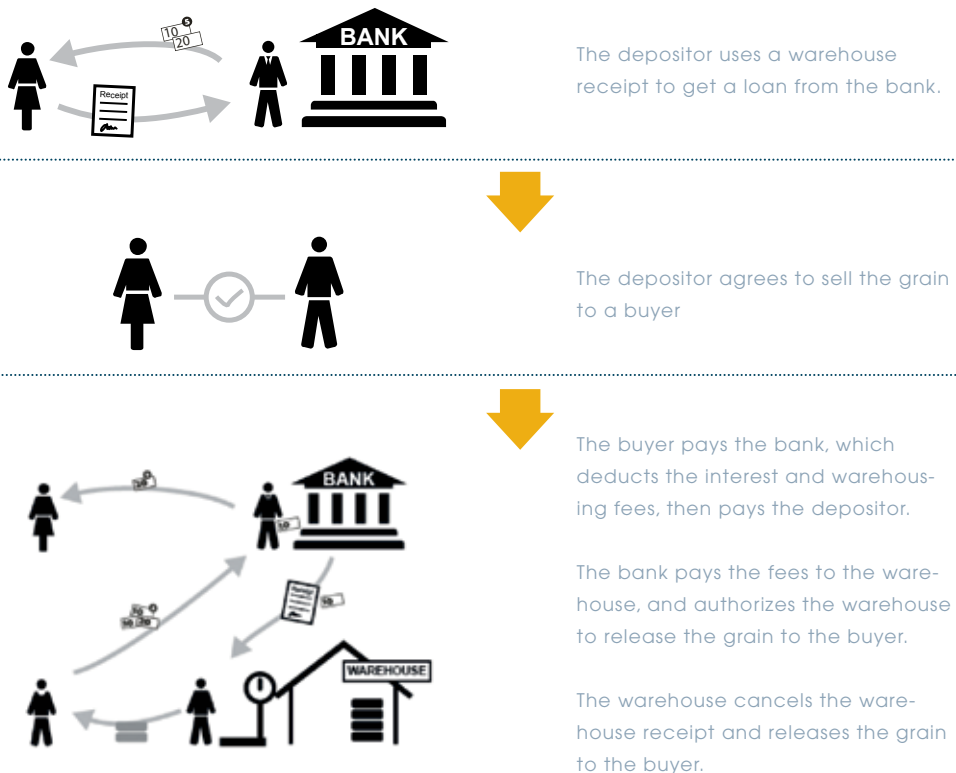 10 $
20
BANK
Receipt
The depositor uses a warehouse
receipt to get a loan from the bank.
The depositor agrees to sell the grain
to a buyer
BANK
10
WAREHOUSE
The buyer pays the bank, which
deducts the interest and warehous-
ing fees, then pays the depositor.
The bank pays the fees to the ware-
house, and authorizes the warehouse
to release the grain to the buyer.
The warehouse cancels the ware-
house receipt and releases the grain
to the buyer.